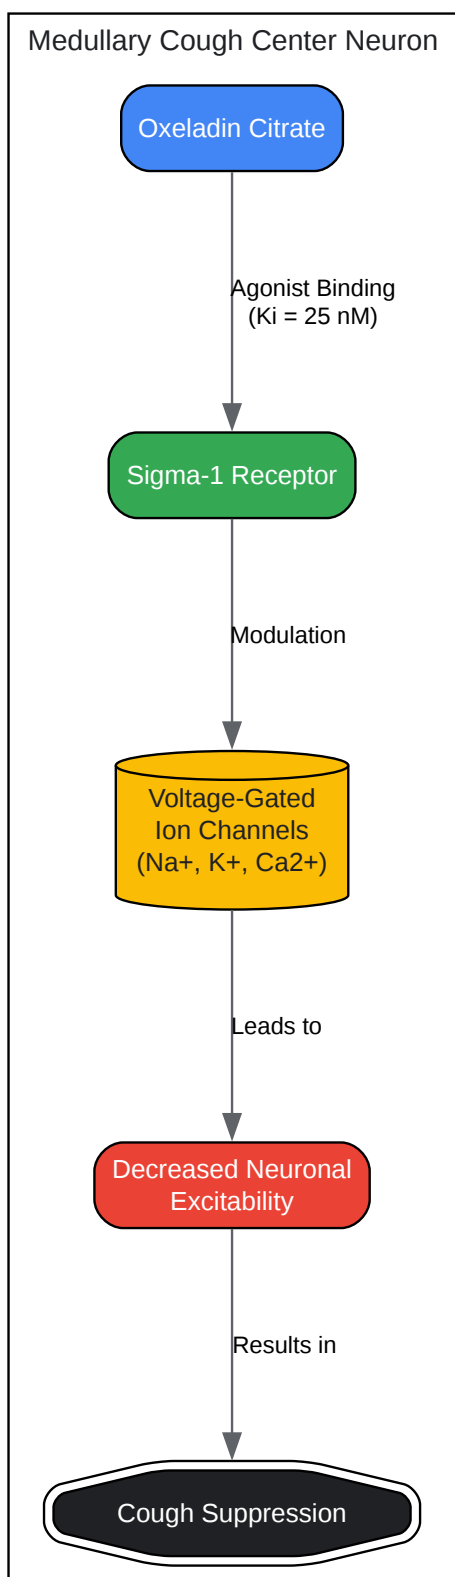 Medullary Cough Center Neuron
Oxeladin Citrate
Agonist Binding
(Ki = 25 nM)
Sigma-1 Receptor
Modulation
Voltage-Gated
Ion Channels
(Na+, K+, Ca2+)
Leads to
Decreased Neuronal
Excitability
Results in
Cough Suppression